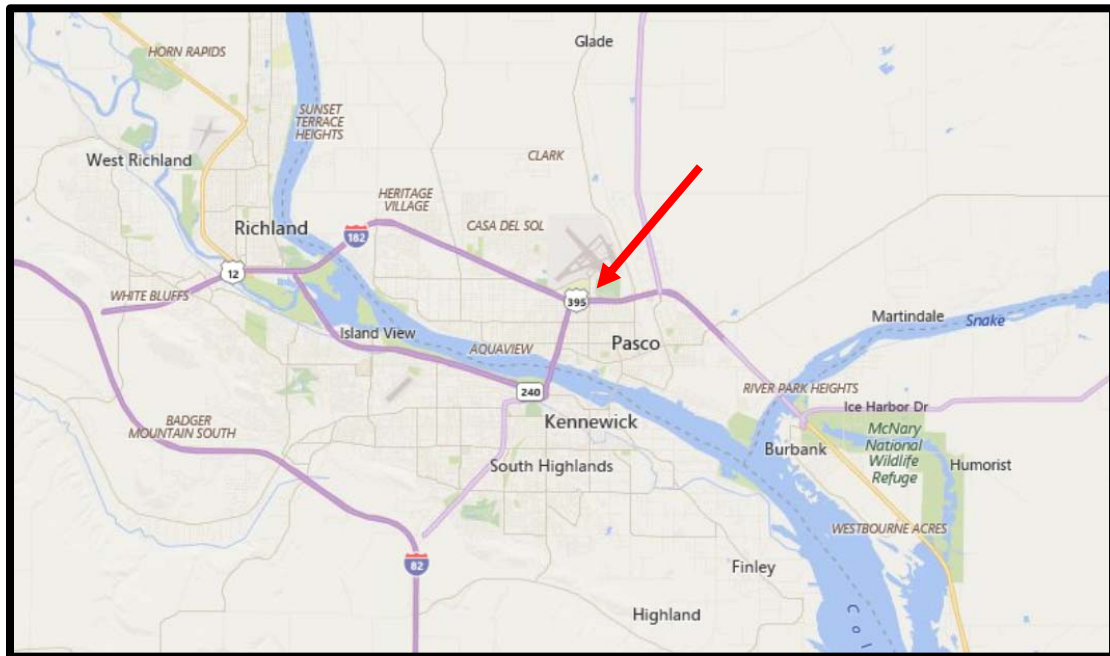 Glade
HORN RAPIDS
SUNSET
TERRACE
HEIGHTS
CLARK
West Richland
HERITAGE
VILLAGE
CASA DEL SOL
Richland
182
12
WHITE BLUFFS
395
Martindale
Snake
Island View
AQUAVIEW
Pasco
RIVER PARK HEIGHTS
240
Ice Harbor Dr
BADGER
MOUNTAIN SOUTH
Kennewick
McNary
National
Wildlife
Refuge
Burbank
South Highlands
Humorist
WESTBOURNE ACRES
82
Finley
Highland
C o l